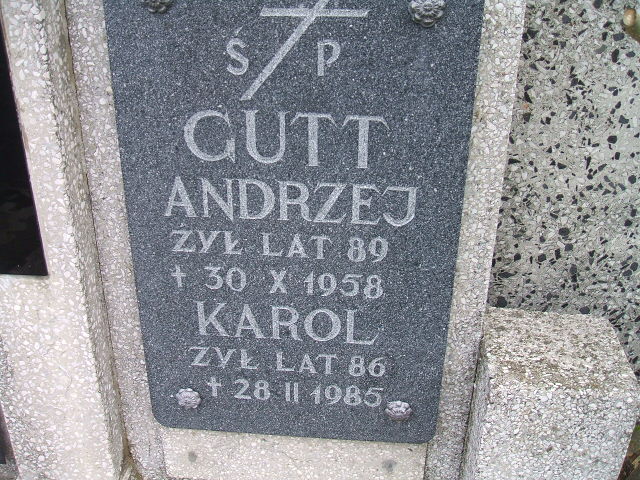 Ś P
GUTT
ANDRZEJ
ŻYŁ LAT 89
† 30 X 1958
KAROL
ŻYŁ LAT 86
† 28 II 1985